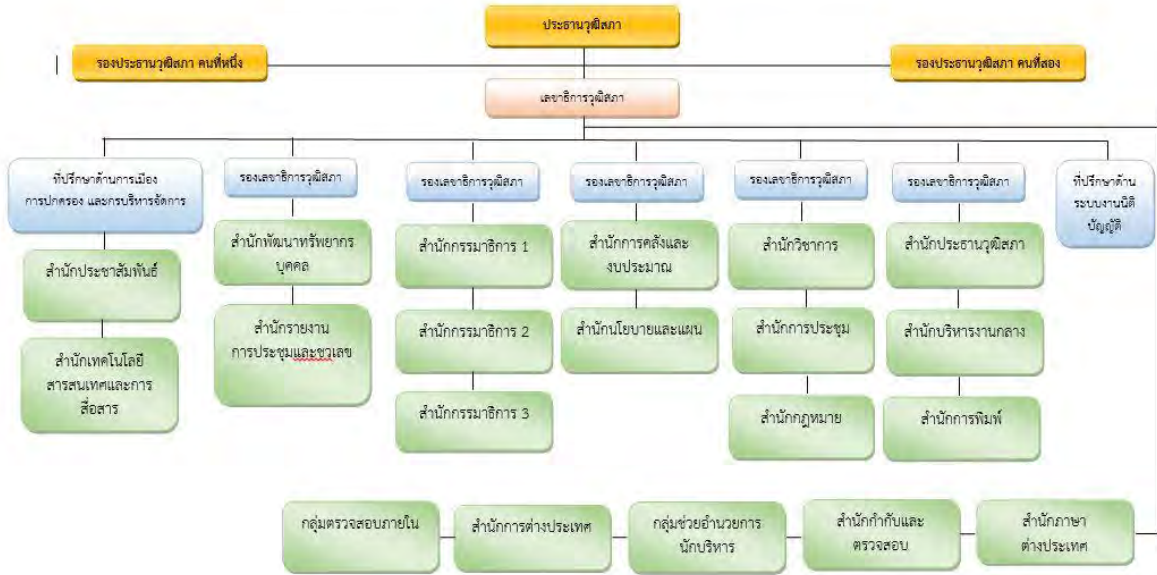 ประธานวุฒิสภา
รองประธานวุฒิสภา คนที่หนึ่ง
รองประธานวุฒิสภา คนที่สอง
เลขาธิการวุฒิสภา
ที่ปรึกษาด้านการเมือง
การปกครอง และกรบริหารจัดการ
รองเลขาธิการวุฒิสภา
รองเลขาธิการวุฒิสภา
รองเลขาธิการวุฒิสภา
รองเลขาธิการวุฒิสภา
รองเลขาธิการวุฒิสภา
ที่ปรึกษาด้าน
ระบบงานนิติ
บัญญัติ
สำนักประชาสัมพันธ์
สำนักพัฒนาทรัพยากร
บุคคล
สำนักกรรมาธิการ 1
สำนักการคลังและ
งบประมาณ
สำนักวิชาการ
สำนักประธานวุฒิสภา
สำนักเทคโนโลยี
สารสนเทศและการ
สื่อสาร
สำนักรายงาน
การประชุมและชวเลข
สำนักกรรมาธิการ 2
สำนักนโยบายและแผน
สำนักการประชุม
สำนักบริหารงานกลาง
สำนักกรรมาธิการ 3
สำนักกฎหมาย
สำนักการพิมพ์
กลุ่มตรวจสอบภายใน
สำนักการต่างประเทศ
กลุ่มช่วยอำนวยการ
นักบริหาร
สำนักกำกับและ
ตรวจสอบ
สำนักภาษา
ต่างประเทศ